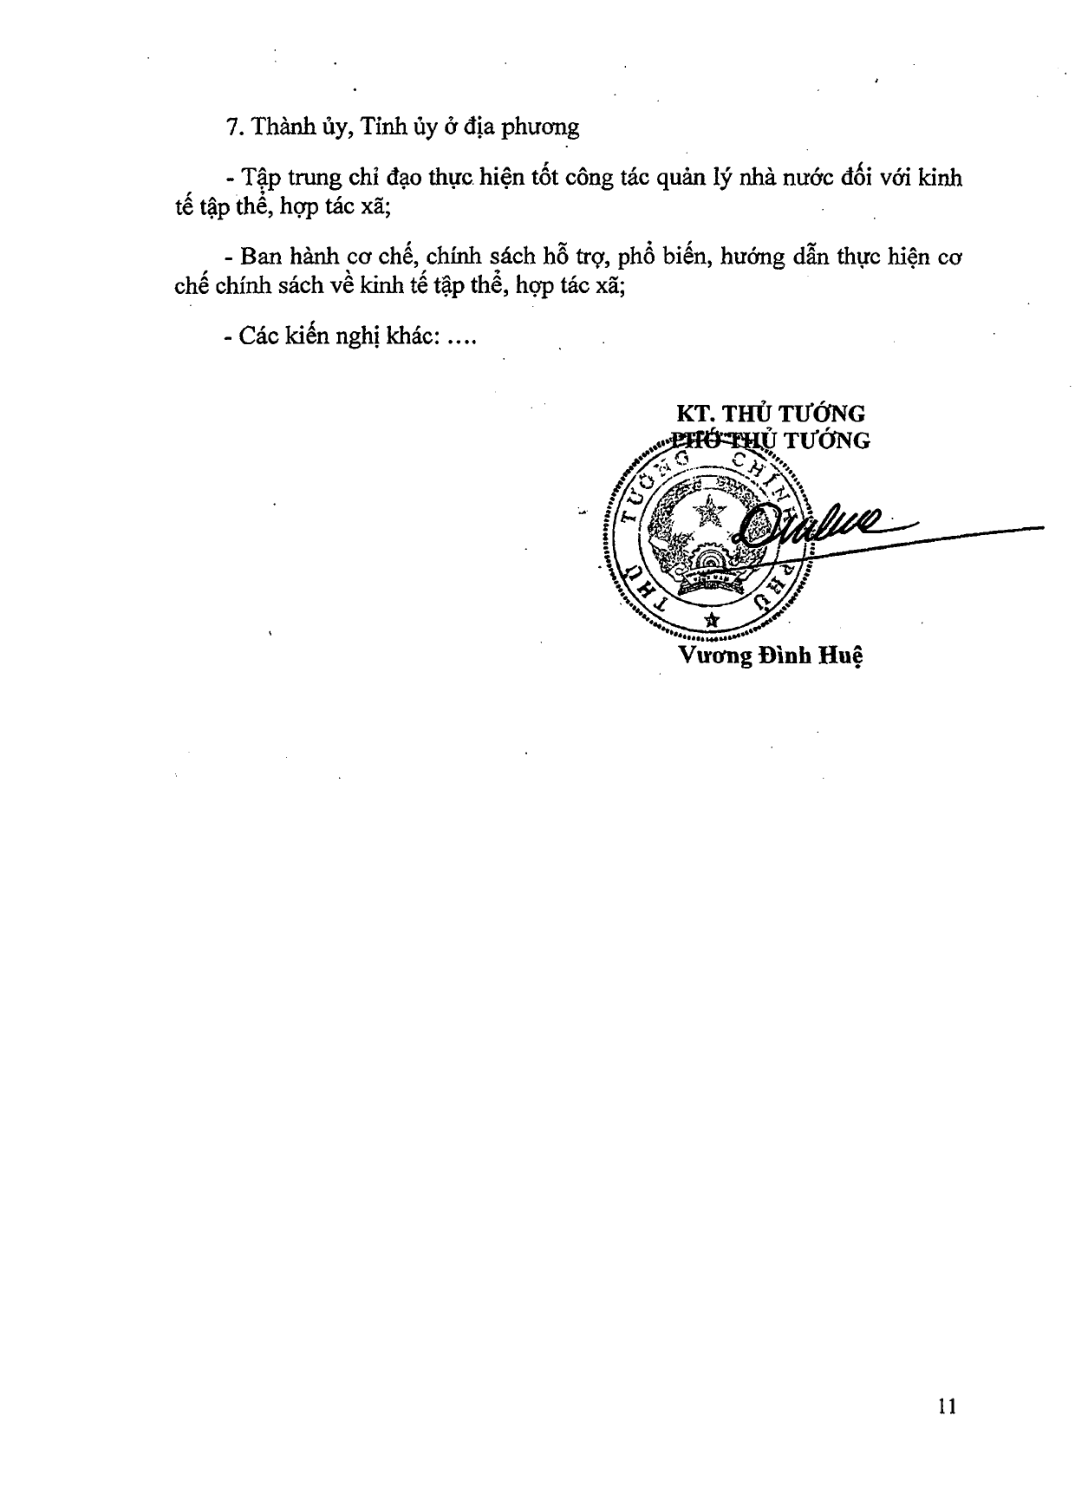 7. Thành ủy, Tỉnh ủy ở địa phương
- Tập trung chỉ đạo thực hiện tốt công tác quản lý nhà nước đối với kinh
tế tập thể, hợp tác xã;
- Ban hành cơ chế, chính sách hỗ trợ, phổ biến, hướng dẫn thực hiện cơ
chế chính sách về kinh tế tập thể, hợp tác xã;
- Các kiến nghị khác: ....
KT. THỦ TƯỚNG
PHÓ THỦ TƯỚNG
THỦ TƯỚNG CHÍNH PHỦ
Vương Đình Huệ
11